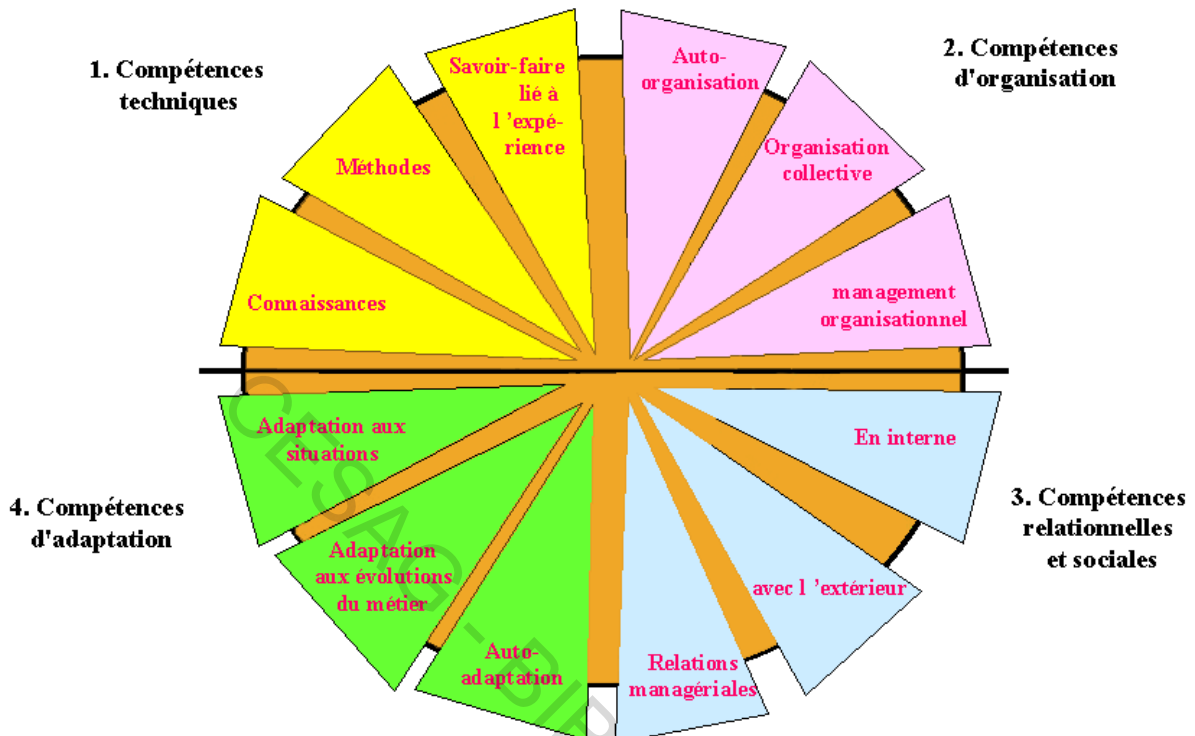 1. Compétences
techniques
2. Compétences
d'organisation
Savoir-faire
lié à
l 'expé-
rience
Méthodes
Connaissances
Auto-
organisation
Organisation
collective
management
organisationnel
En interne
avec l 'extérieur
Relations
managériales
3. Compétences
relationnelles
et sociales
Adaptation aux
situations
Adaptation
aux évolutions
du métier
Auto-
adaptation
4. Compétences
d'adaptation
CESAG - BI